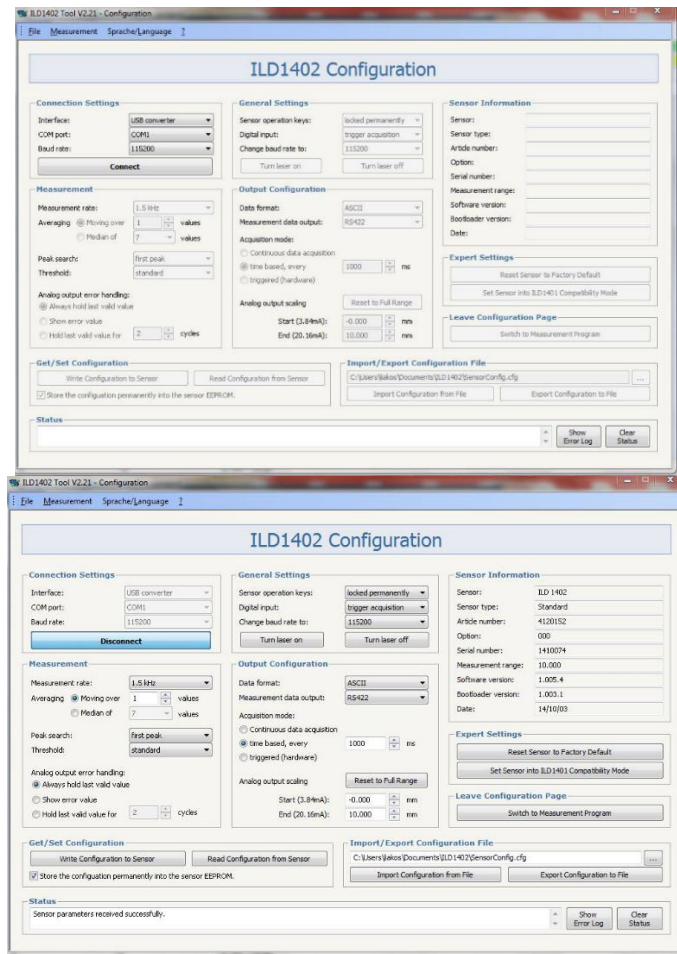 ILD1402 Tool V2.21 - Configuration
File Measurement Sprache/Language ?
ILD1402 Configuration
Connection Settings
Interface: USB converter
COM port: COM1
Baud rate: 115200
Connect
General Settings
Sensor operation keys: locked permanently
Digital input: trigger acquisition
Change baud rate to: 115200
Turn laser on Turn laser off
Sensor Information
Sensor:
Sensor type:
Article number:
Option:
Serial number:
Measurement range:
Software version:
Bootloader version:
Date:
Measurement
Measurement rate: 1.5 kHz
Averaging Moving over 1 values
Median of 7 values
Peak search: first peak
Threshold: standard
Analog output error handling:
Always hold last valid value
Show error value
Hold last valid value for 2 cycles
Output Configuration
Data format: ASCII
Measurement data output: RS422
Acquisition mode:
Continuous data acquisition
time based, every 1000 ms
triggered (hardware)
Analog output scaling Reset to Full Range
Start (3.84mA): -0.000 mm
End (20.16mA): 10.000 mm
Expert Settings
Reset Sensor to Factory Default
Set Sensor into ILD1401 Compatibility Mode
Leave Configuration Page
Switch to Measurement Program
Get/Set Configuration
Write Configuration to Sensor Read Configuration from Sensor
Store the configuation permanently into the sensor EEPROM.
Import/Export Configuration File
C:\Users\lakos\Documents\ILD1402\SensorConfig.cfg ...
Import Configuration from File Export Configuration to File
Status
Show Error Log Clear Status
ILD1402 Tool V2.21 - Configuration
File Measurement Sprache/Language ?
ILD1402 Configuration
Connection Settings
Interface: USB converter
COM port: COM1
Baud rate: 115200
Disconnect
General Settings
Sensor operation keys: locked permanently
Digital input: trigger acquisition
Change baud rate to: 115200
Turn laser on Turn laser off
Sensor Information
Sensor: ILD 1402
Sensor type: Standard
Article number: 4120152
Option: 000
Serial number: 1410074
Measurement range: 10.000
Software version: 1.005.4
Bootloader version: 1.003.1
Date: 14/10/03
Measurement
Measurement rate: 1.5 kHz
Averaging Moving over 1 values
Median of 7 values
Peak search: first peak
Threshold: standard
Analog output error handling:
Always hold last valid value
Show error value
Hold last valid value for 2 cycles
Output Configuration
Data format: ASCII
Measurement data output: RS422
Acquisition mode:
Continuous data acquisition
time based, every 1000 ms
triggered (hardware)
Analog output scaling Reset to Full Range
Start (3.84mA): -0.000 mm
End (20.16mA): 10.000 mm
Expert Settings
Reset Sensor to Factory Default
Set Sensor into ILD1401 Compatibility Mode
Leave Configuration Page
Switch to Measurement Program
Get/Set Configuration
Write Configuration to Sensor Read Configuration from Sensor
Store the configuation permanently into the sensor EEPROM.
Import/Export Configuration File
C:\Users\lakos\Documents\ILD1402\SensorConfig.cfg ...
Import Configuration from File Export Configuration to File
Status
Sensor parameters received successfully.
Show Error Log Clear Status